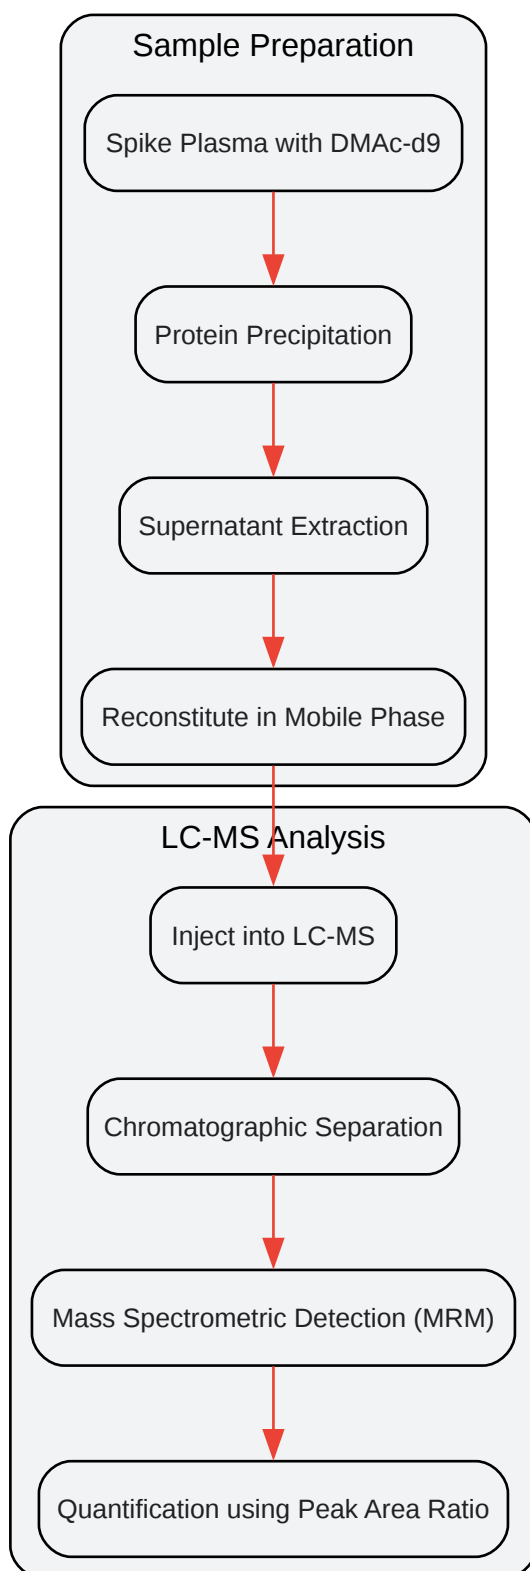 Sample Preparation
Spike Plasma with DMAc-d9
Protein Precipitation
Supernatant Extraction
Reconstitute in Mobile Phase
LC-MS Analysis
Inject into LC-MS
Chromatographic Separation
Mass Spectrometric Detection (MRM)
Quantification using Peak Area Ratio